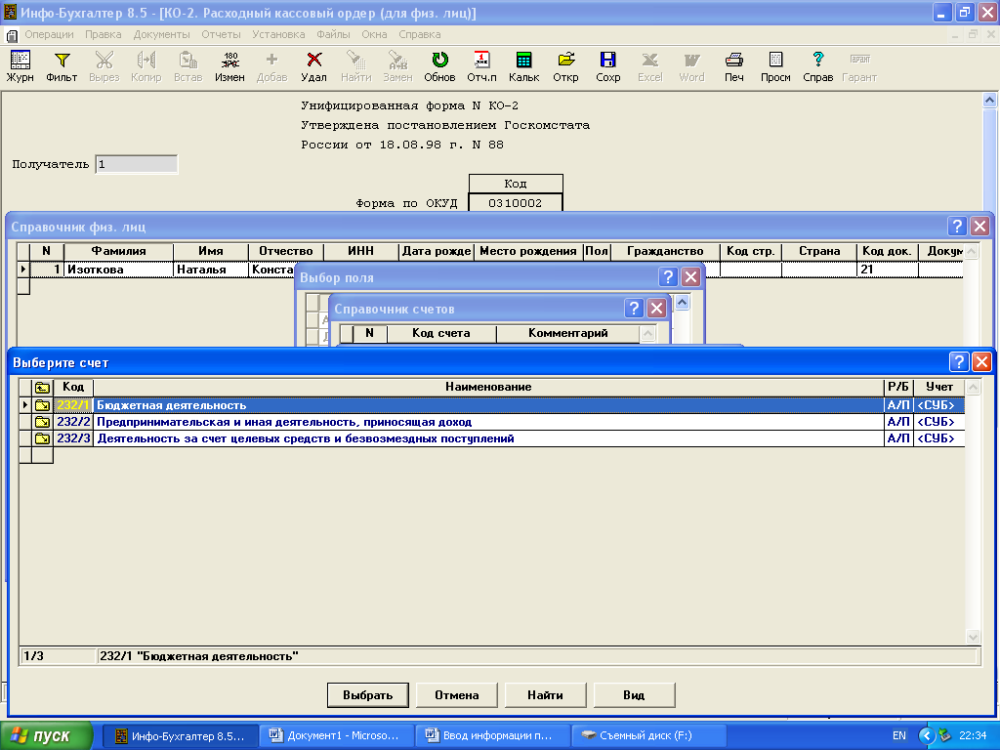 Инфо-Бухгалтер 8.5 - [КО-2. Расходный кассовый ордер (для физ. лиц)]
Операции Правка Документы Отчеты Установка Файлы Окна Справка
Журн Фильт Вырез Копир Встав Измен Добав Удал Найти Замен Обнов Отч.п Кальк Откр Сохр Excel Word Печ Просм Справ Гарант
Унифицированная форма N КО-2
Утверждена постановлением Госкомстата
России от 18.08.98 г. N 88
Получатель 1
Код
Форма по ОКУД 0310002
Справочник физ. лиц
N Фамилия Имя Отчество ИНН Дата рожде Место рождения Пол Гражданство Код стр. Страна Код док. Докум
1 Изоткова Наталья Конста 21
Выбор поля
Справочник счетов
N Код счета Комментарий
Выберите счет
Код Наименование Р/Б Учет
232/1 Бюджетная деятельность А/П <СУБ>
232/2 Предпринимательская и иная деятельность, приносящая доход А/П <СУБ>
232/3 Деятельность за счет целевых средств и безвозмездных поступлений А/П <СУБ>
1/3 232/1 "Бюджетная деятельность"
Выбрать Отмена Найти Вид
пуск Инфо-Бухгалтер 8.5... Документ1 - Microso... Ввод информации п... Съемный диск (F:) EN 22:34